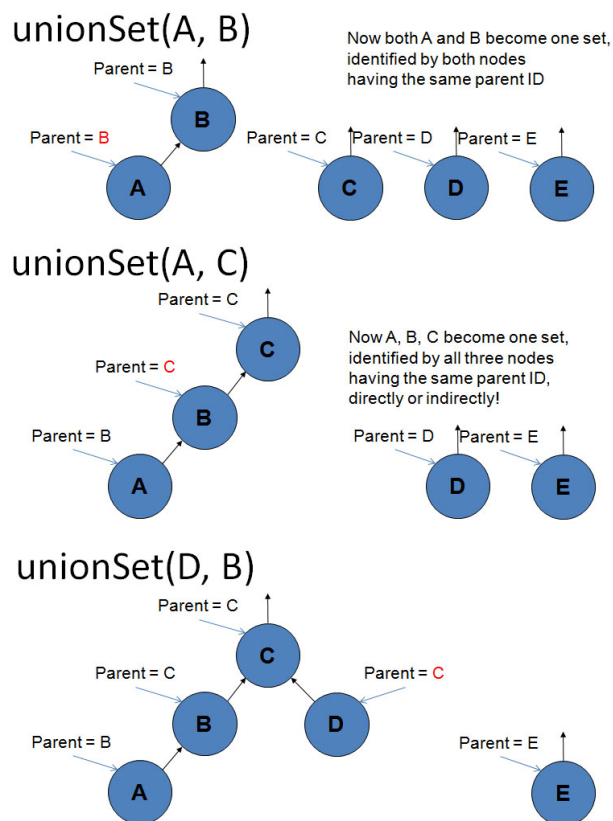 unionSet(A, B)
Now both A and B become one set,
identified by both nodes
having the same parent ID
Parent = B
B
Parent = B
A
Parent = C
C
Parent = D
D
Parent = E
E
unionSet(A, C)
Parent = C
C
Now A, B, C become one set,
identified by all three nodes
having the same parent ID,
directly or indirectly!
Parent = C
B
Parent = B
A
Parent = D
D
Parent = E
E
unionSet(D, B)
Parent = C
C
Parent = C
B
Parent = C
D
Parent = B
A
Parent = E
E